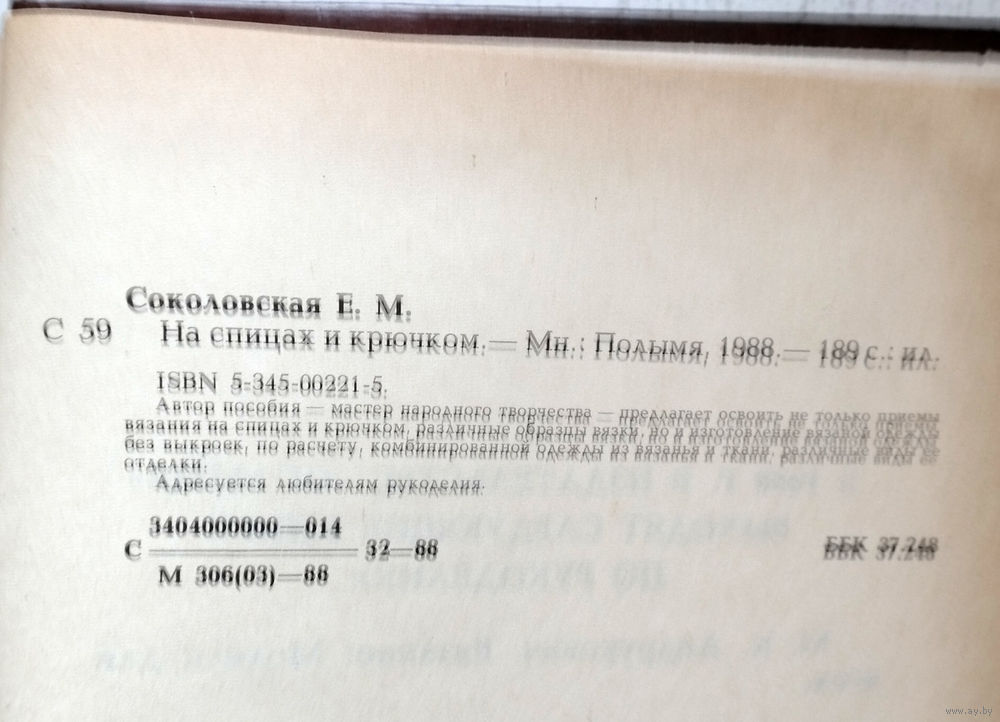 Соколовская Е. М.
С 59 На спицах и крючком.— Мн.: Полымя, 1988.— 189 с.: ил.
ISBN 5-345-00221-5.
Автор пособия — мастер народного творчества — предлагает освоить не только приемы
вязания на спицах и крючком, различные образцы вязки, но и изготовление вязаной одежды
без выкроек, по расчету, комбинированной одежды из вязанья и ткани, различные виды ее
отделки.
Адресуется любителям рукоделия.
3404000000—014
С 32—88
М 306(03)—88
ББК 37.248
www.ay.by